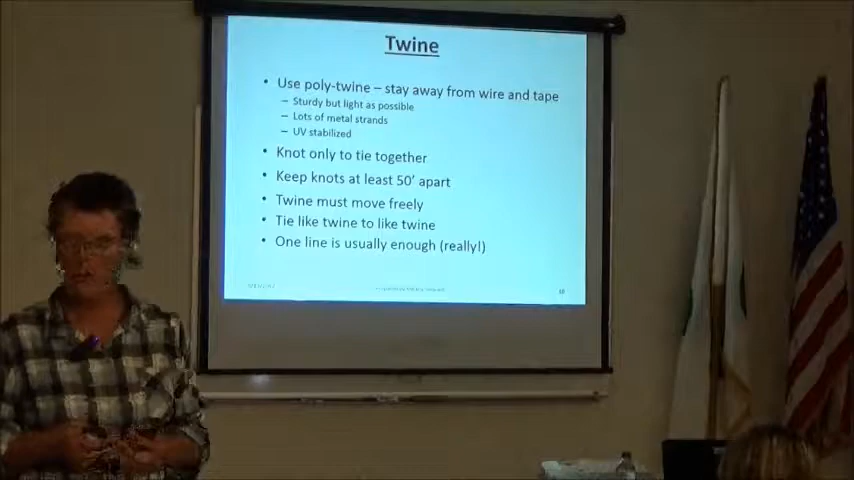 Twine
• Use poly-twine – stay away from wire and tape
– Sturdy but light as possible
– Lots of metal strands
– UV stabilized
• Knot only to tie together
• Keep knots at least 50' apart
• Twine must move freely
• Tie like twine to like twine
• One line is usually enough (really!)